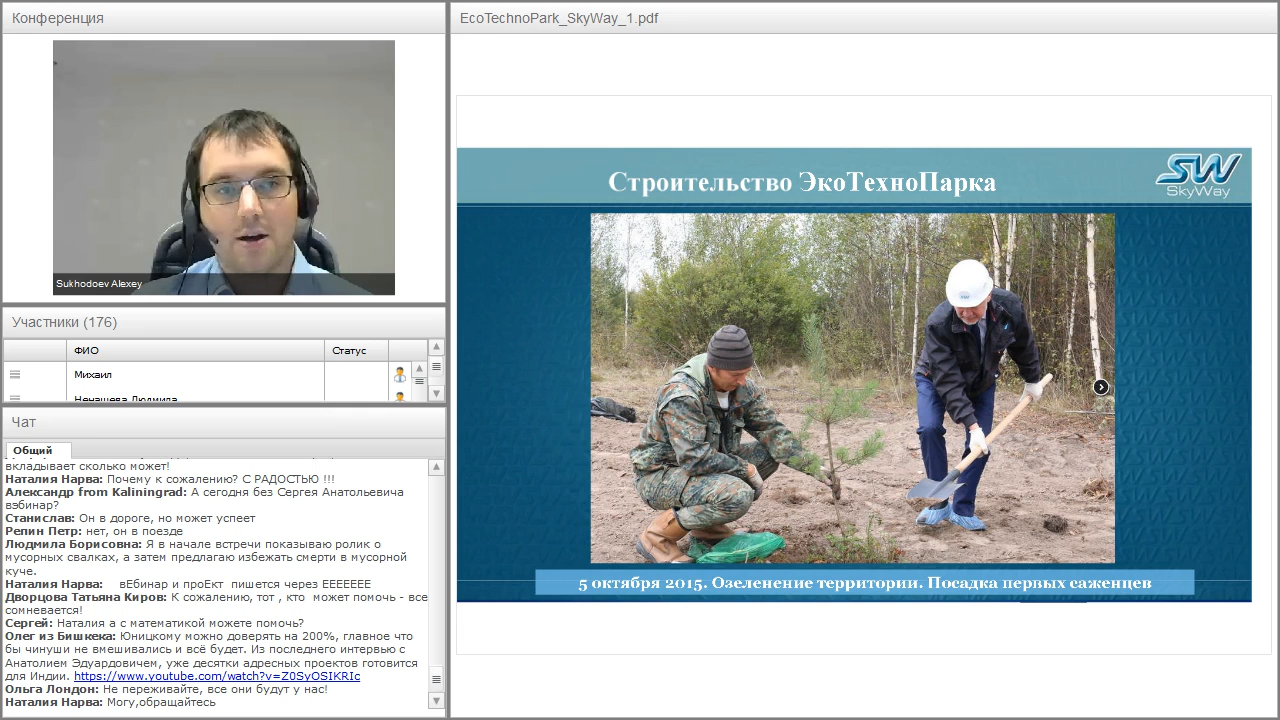 Конференция
Sukhodoev Alexey
Участники (176)
ФИО
Статус
Михаил
Ненашева Людмила
Чат
Общий
вкладывает сколько может!
Наталия Нарва: Почему к сожалению? С РАДОСТЬЮ !!!
Александр from Kaliningrad: А сегодня без Сергея Анатольевича
вэбинар?
Станислав: Он в дороге, но может успеет
Репин Петр: нет, он в поезде
Людмила Борисовна: Я в начале встречи показываю ролик о
мусорных свалках, а затем предлагаю избежать смерти в мусорной
куче.
Наталия Нарва: вЕбинар и проЕкт пишется через ЕЕЕЕЕЕЕ
Дворцова Татьяна Киров: К сожалению, тот , кто может помочь - все
сомневается!
Сергей: Наталия а с математикой можете помочь?
Олег из Бишкека: Юницкому можно доверять на 200%, главное что
бы чинуши не вмешивались и всё будет. Из последнего интервью с
Анатолием Эдуардовичем, уже десятки адресных проектов готовится
для Индии. https://www.youtube.com/watch?v=Z0SyOSIKRIc
Ольга Лондон: Не переживайте, все они будут у нас!
Наталия Нарва: Могу,обращайтесь
EcoTechnoPark_SkyWay_1.pdf
Строительство ЭкоТехноПарка
SW
SkyWay
5 октября 2015. Озеленение территории. Посадка первых саженцев